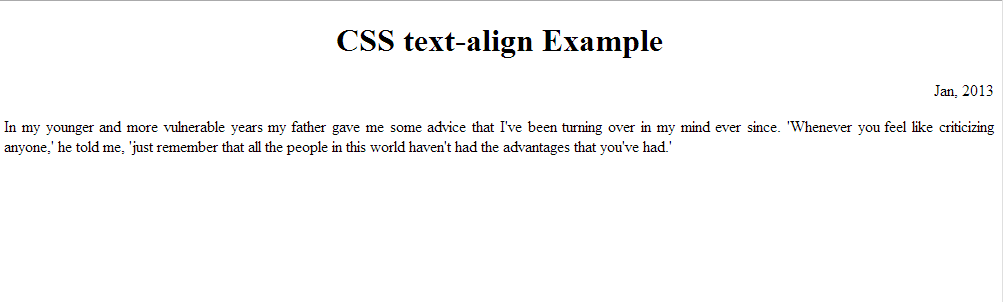 CSS text-align Example
Jan, 2013
In my younger and more vulnerable years my father gave me some advice that I've been turning over in my mind ever since. 'Whenever you feel like criticizing
anyone,' he told me, 'just remember that all the people in this world haven't had the advantages that you've had.'